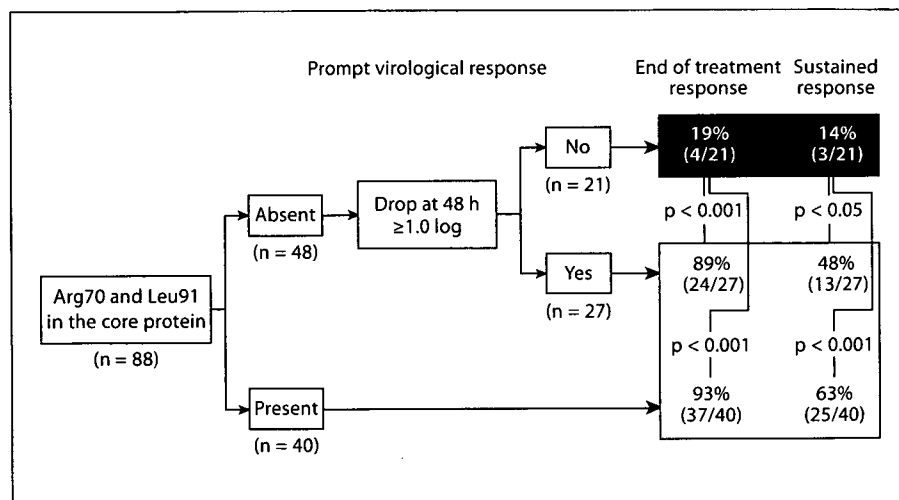 Prompt virological response
End of treatment
response
Sustained
response
No
(n = 21)
19%
(4/21)
14%
(3/21)
Absent
(n = 48)
Drop at 48 h
≥1.0 log
p < 0.001
p < 0.05
Yes
(n = 27)
89%
(24/27)
48%
(13/27)
Arg70 and Leu91
in the core protein
(n = 88)
p < 0.001
p < 0.001
Present
(n = 40)
93%
(37/40)
63%
(25/40)